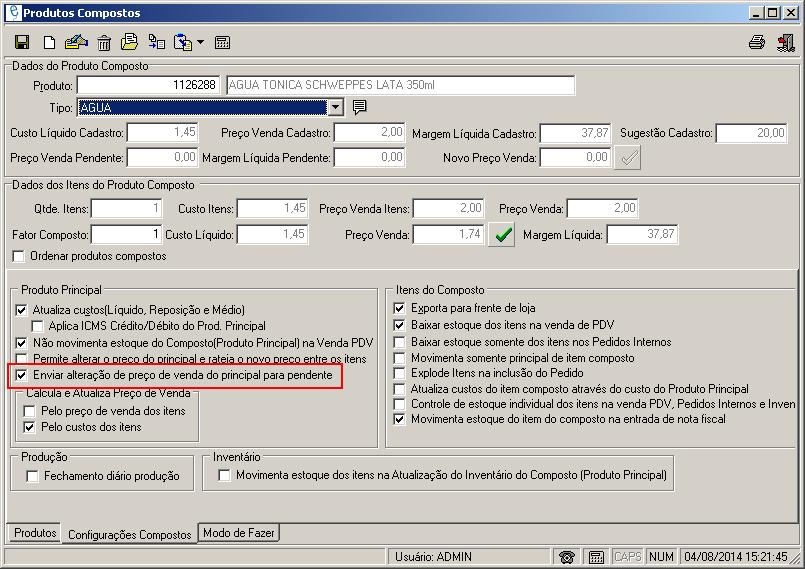 Produtos Compostos
Dados do Produto Composto
Produto: 1126288 AGUA TONICA SCHWEPPES LATA 350ml
Tipo: AGUA
Custo Líquido Cadastro: 1,45 Preço Venda Cadastro: 2,00 Margem Líquida Cadastro: 37,87 Sugestão Cadastro: 20,00
Preço Venda Pendente: 0,00 Margem Líquida Pendente: 0,00 Novo Preço Venda: 0,00
Dados dos Itens do Produto Composto
Qtde. Itens: 1 Custo Itens: 1,45 Preço Venda Itens: 2,00 Preço Venda: 2,00
Fator Composto: 1 Custo Líquido: 1,45 Preço Venda: 1,74 Margem Líquida: 37,87
Ordenar produtos compostos
Produto Principal
Atualiza custos(Líquido, Reposição e Médio)
Aplica ICMS Crédito/Débito do Prod. Principal
Não movimenta estoque do Composto(Produto Principal) na Venda PDV
Permite alterar o preço do principal e rateia o novo preço entre os itens
Enviar alteração de preço de venda do principal para pendente
Calcula e Atualiza Preço de Venda
Pelo preço de venda dos itens
Pelo custos dos itens
Itens do Composto
Exporta para frente de loja
Baixar estoque dos itens na venda de PDV
Baixar estoque somente dos itens nos Pedidos Internos
Movimenta somente principal de item composto
Explode Itens na inclusão do Pedido
Atualiza custos do item composto através do custo do Produto Principal
Controle de estoque individual dos itens na venda PDV, Pedidos Internos e Inven
Movimenta estoque do item do composto na entrada de nota fiscal
Produção
Fechamento diário produção
Inventário
Movimenta estoque dos itens na Atualização do Inventário do Composto (Produto Principal)
Produtos Configurações Compostos Modo de Fazer
Usuário: ADMIN CAPS NUM 04/08/2014 15:21:45